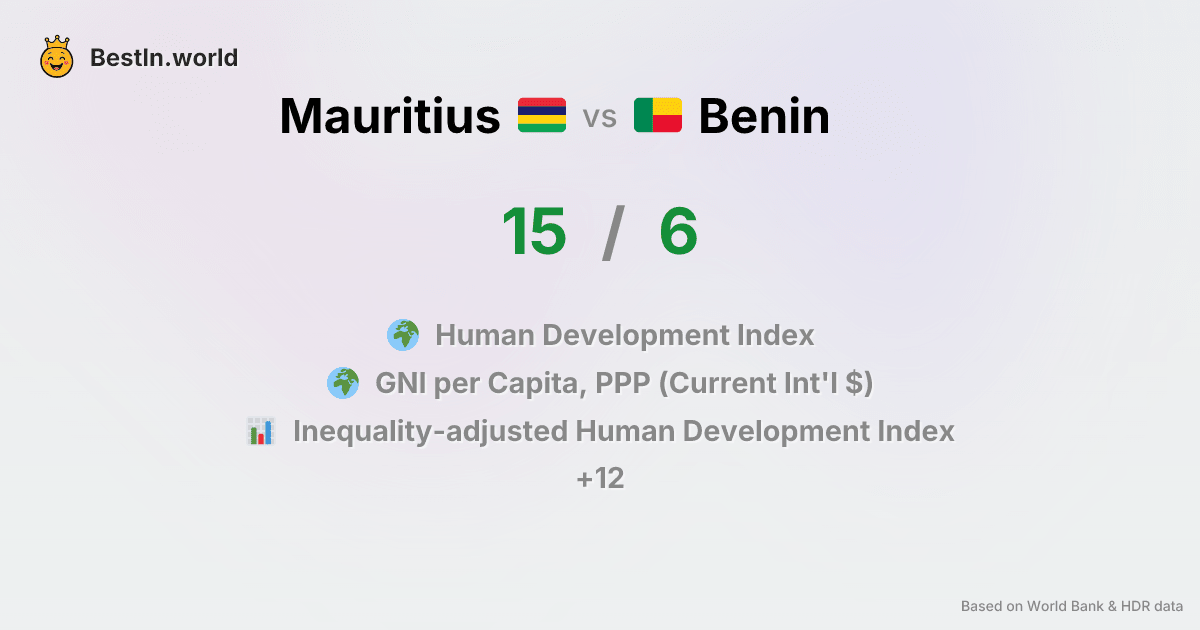 BestIn.world
Mauritius vs Benin
15 / 6
Human Development Index
GNI per Capita, PPP (Current Int'l $)
Inequality-adjusted Human Development Index
+12
Based on World Bank & HDR data